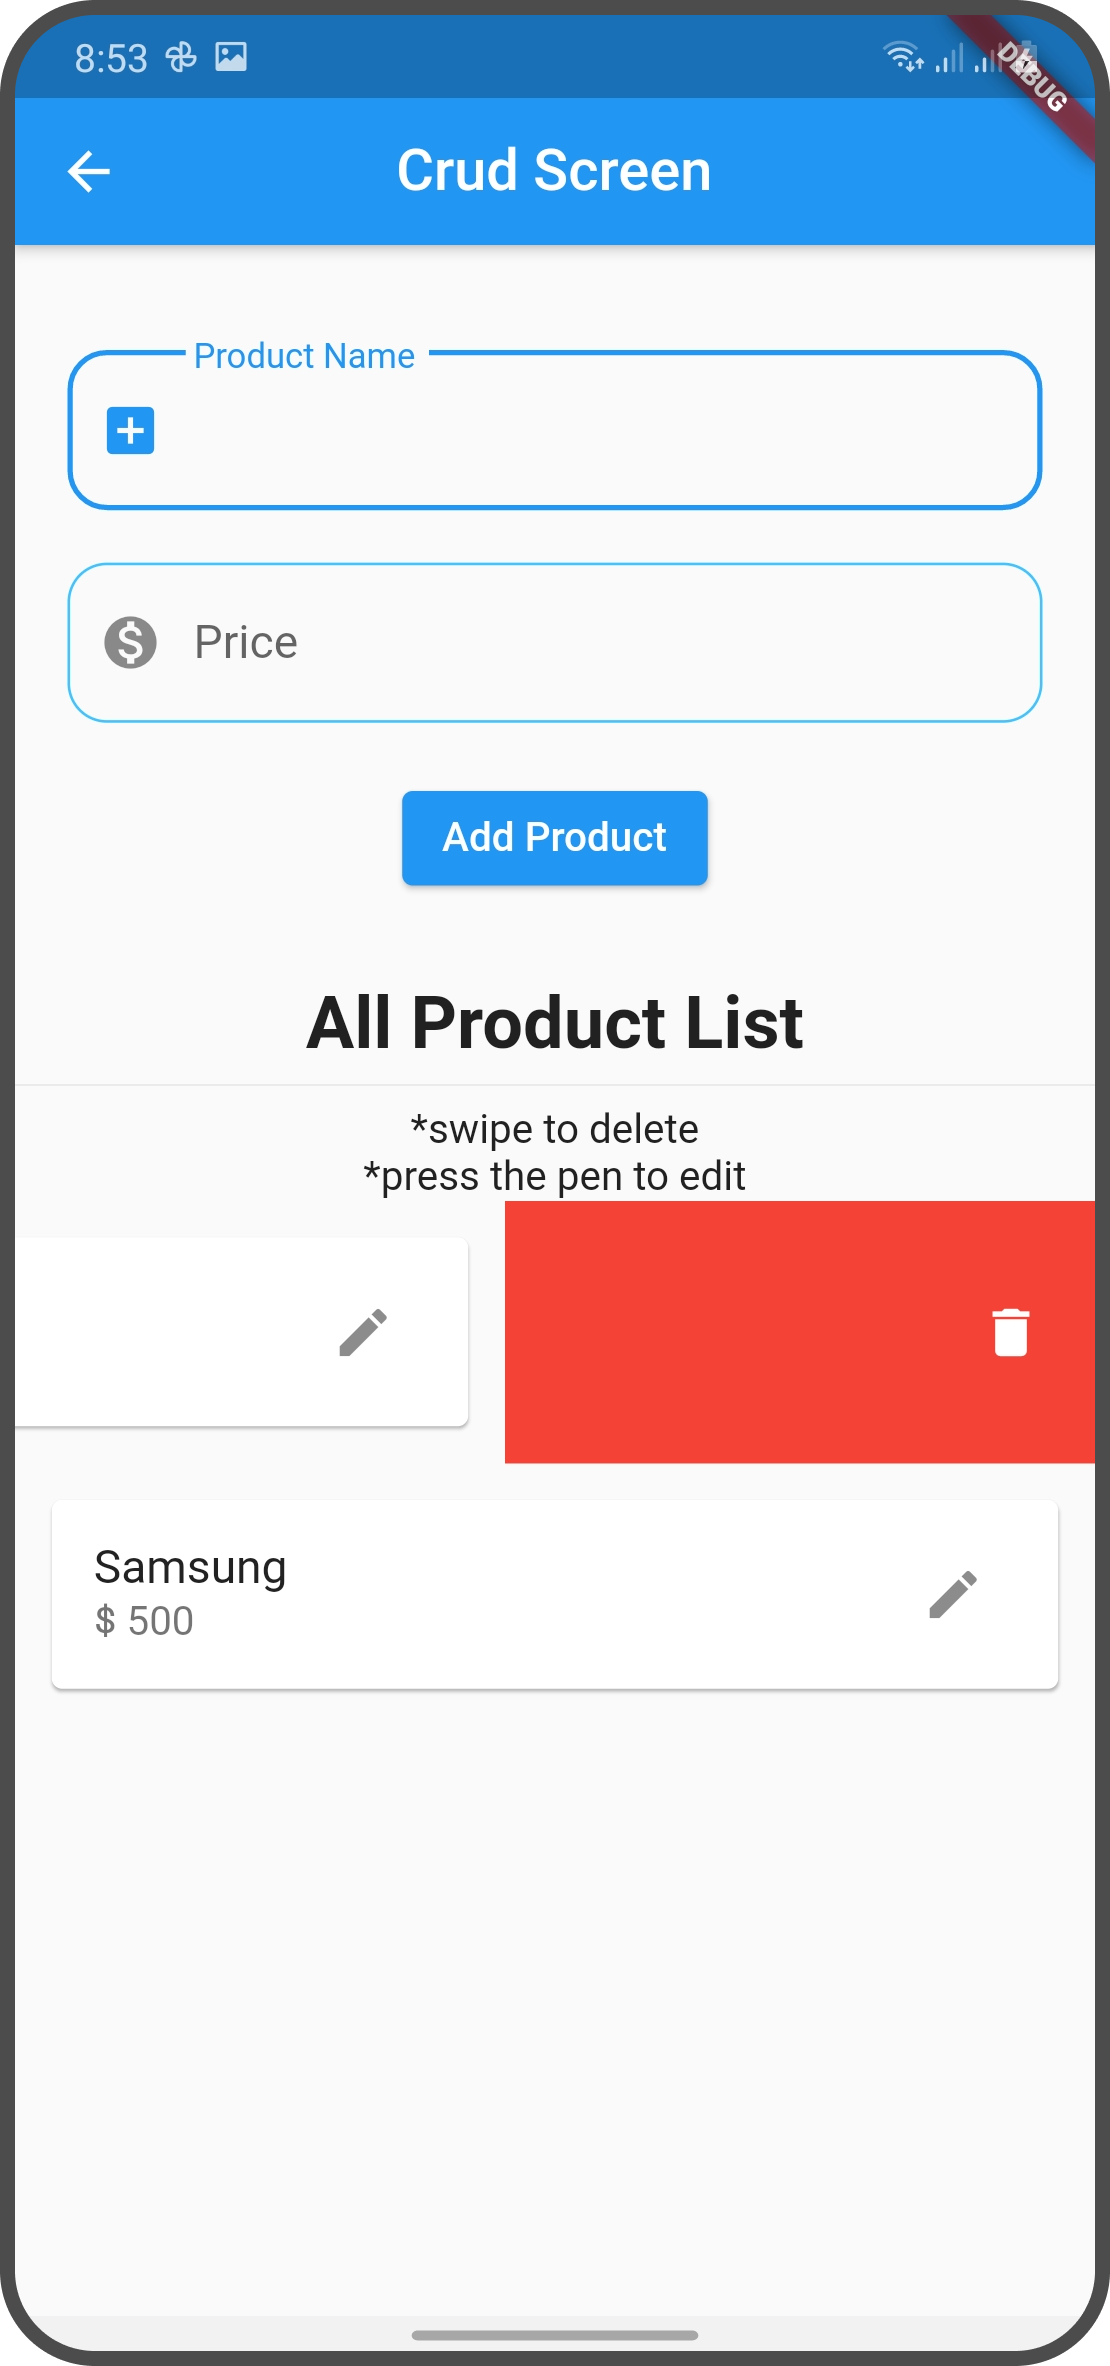 8:53
DEBUG
Crud Screen
Product Name
Price
Add Product
All Product List
*swipe to delete
*press the pen to edit
Samsung
$ 500